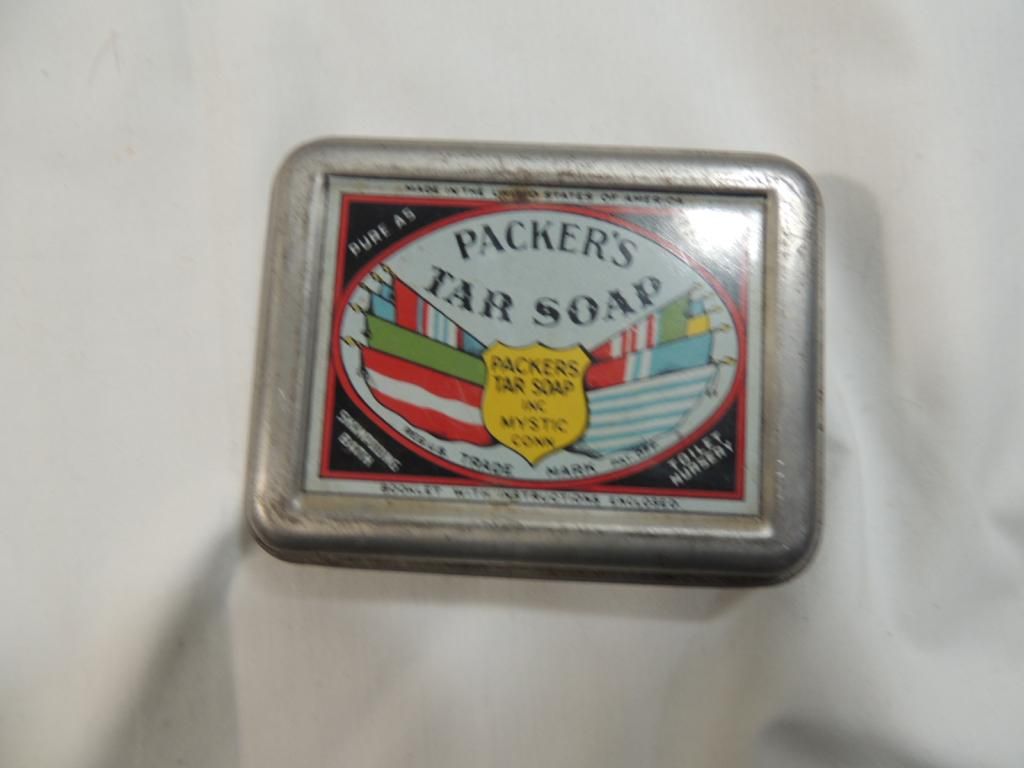 MADE IN THE UNITED STATES OF AMERICA
PURE AS
PACKER'S
TAR SOAP
PACKERS
TAR SOAP
INC
MYSTIC
CONN
SHAMPOOING
BATH
TRADE MARK
TOILET
NURSERY
BOOKLET WITH INSTRUCTIONS ENCLOSED.